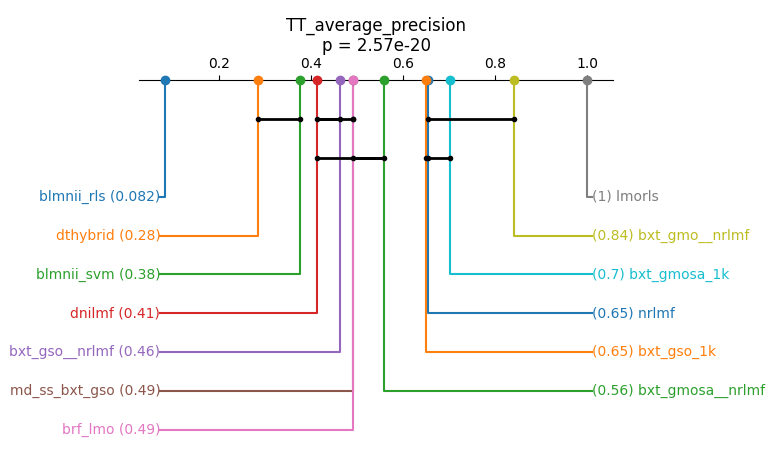 TT_average_precision
p = 2.57e-20
0.2 0.4 0.6 0.8 1.0
blmnii_rls (0.082) (1) lmorls
dthybrid (0.28) (0.84) bxt_gmo__nrlmf
blmnii_svm (0.38) (0.7) bxt_gmosa_1k
dnilmf (0.41) (0.65) nrlmf
bxt_gso__nrlmf (0.46) (0.65) bxt_gso_1k
md_ss_bxt_gso (0.49) (0.56) bxt_gmosa__nrlmf
brf_lmo (0.49)